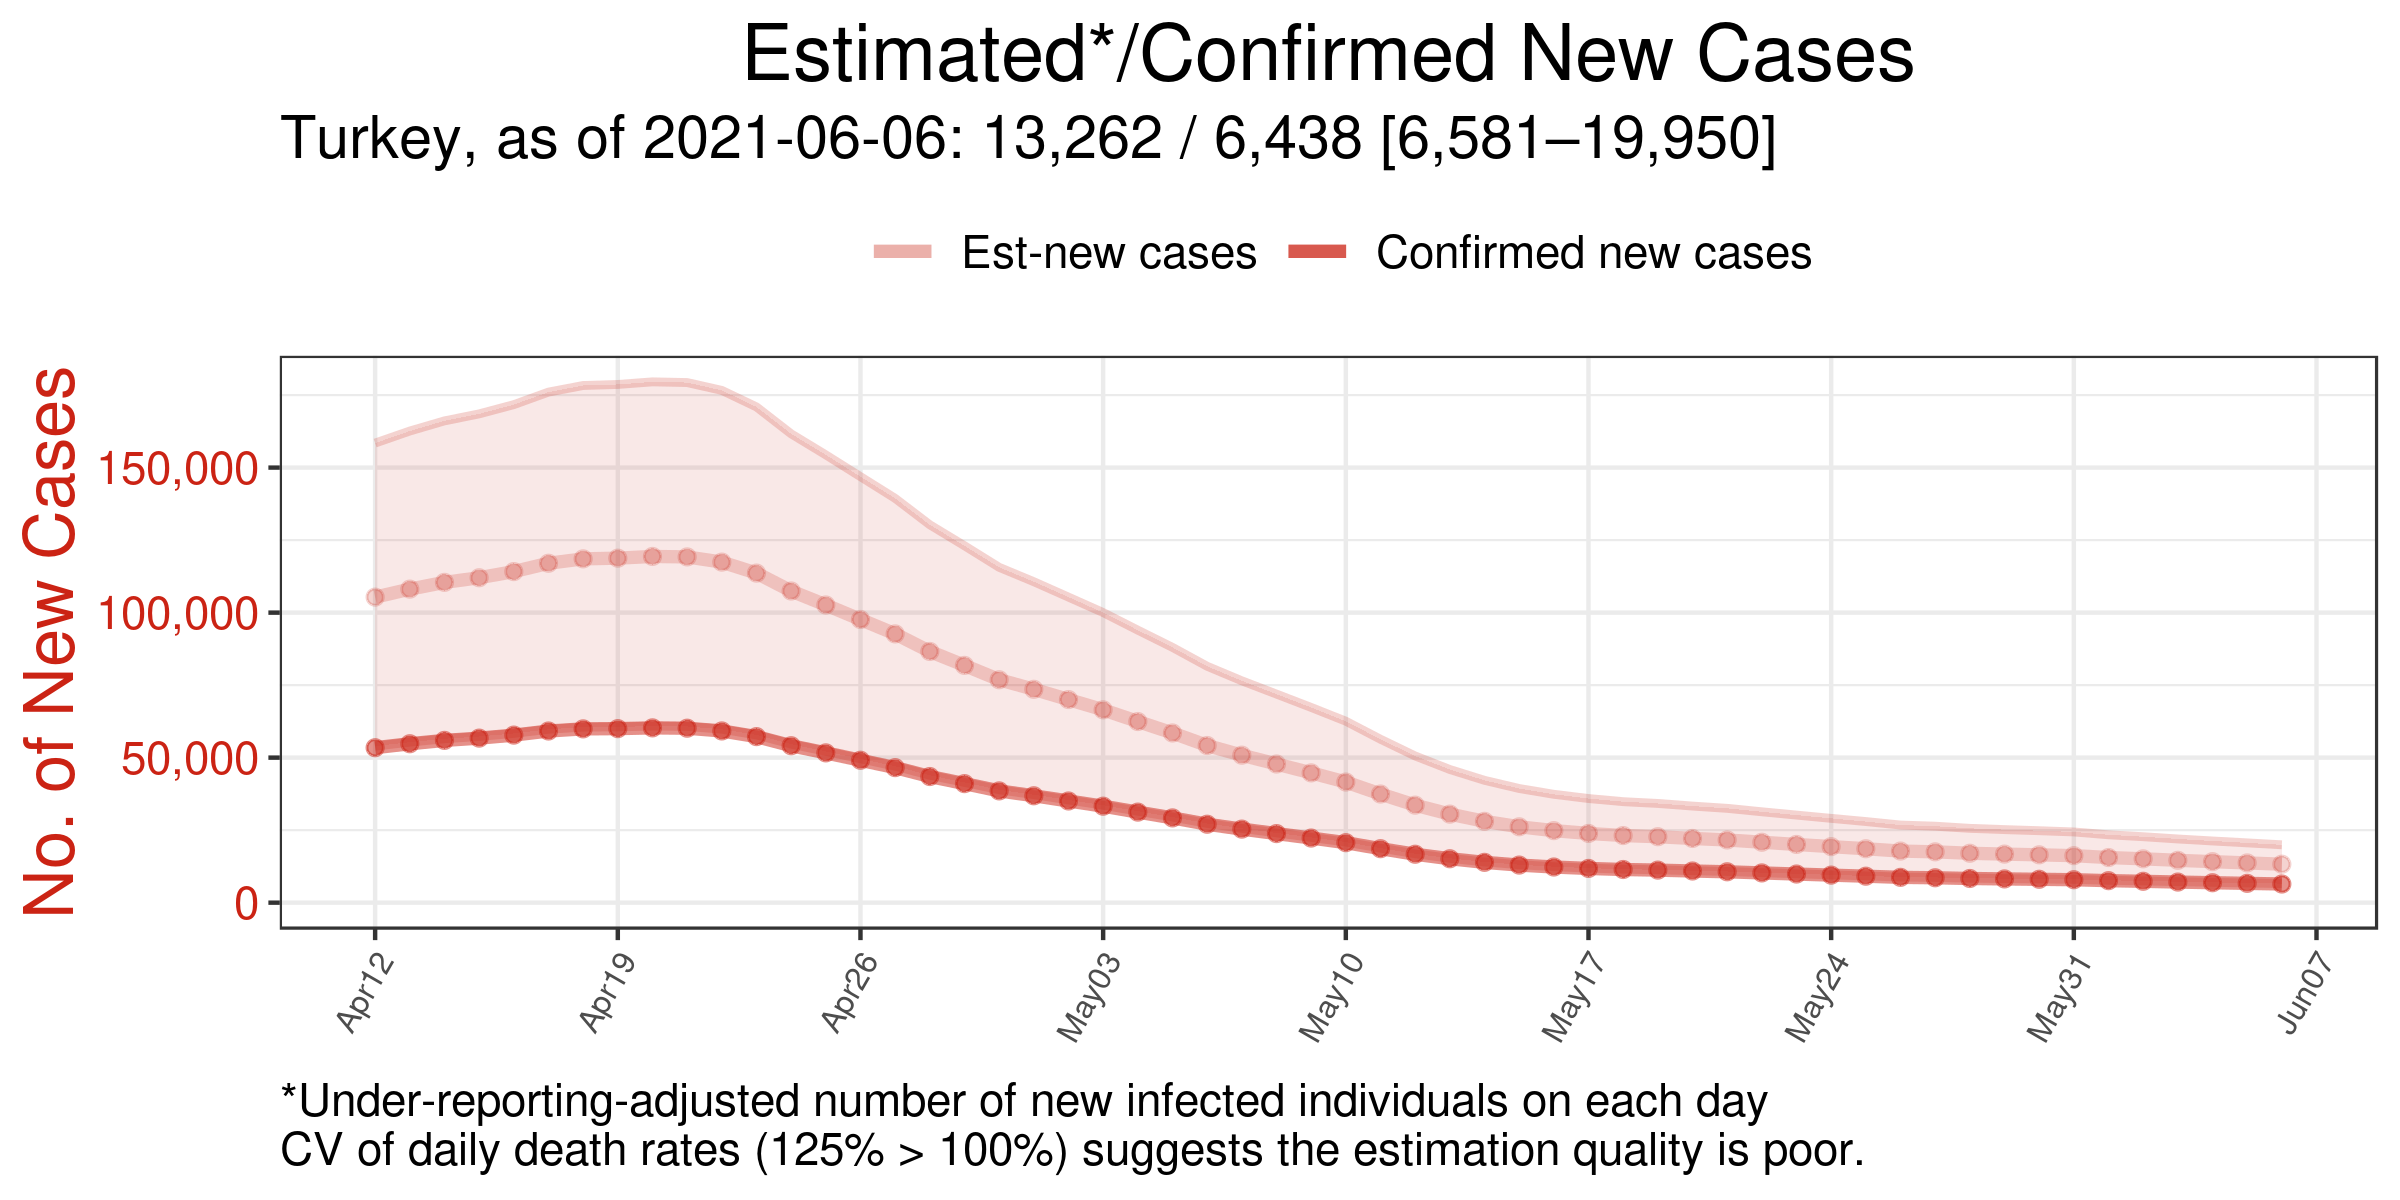 Estimated*/Confirmed New Cases
Turkey, as of 2021-06-06: 13,262 / 6,438 [6,581–19,950]
Est-new cases
Confirmed new cases
No. of New Cases
150,000
100,000
50,000
0
Apr12
Apr19
Apr26
May03
May10
May17
May24
May31
Jun07
*Under-reporting-adjusted number of new infected individuals on each day
CV of daily death rates (125% > 100%) suggests the estimation quality is poor.